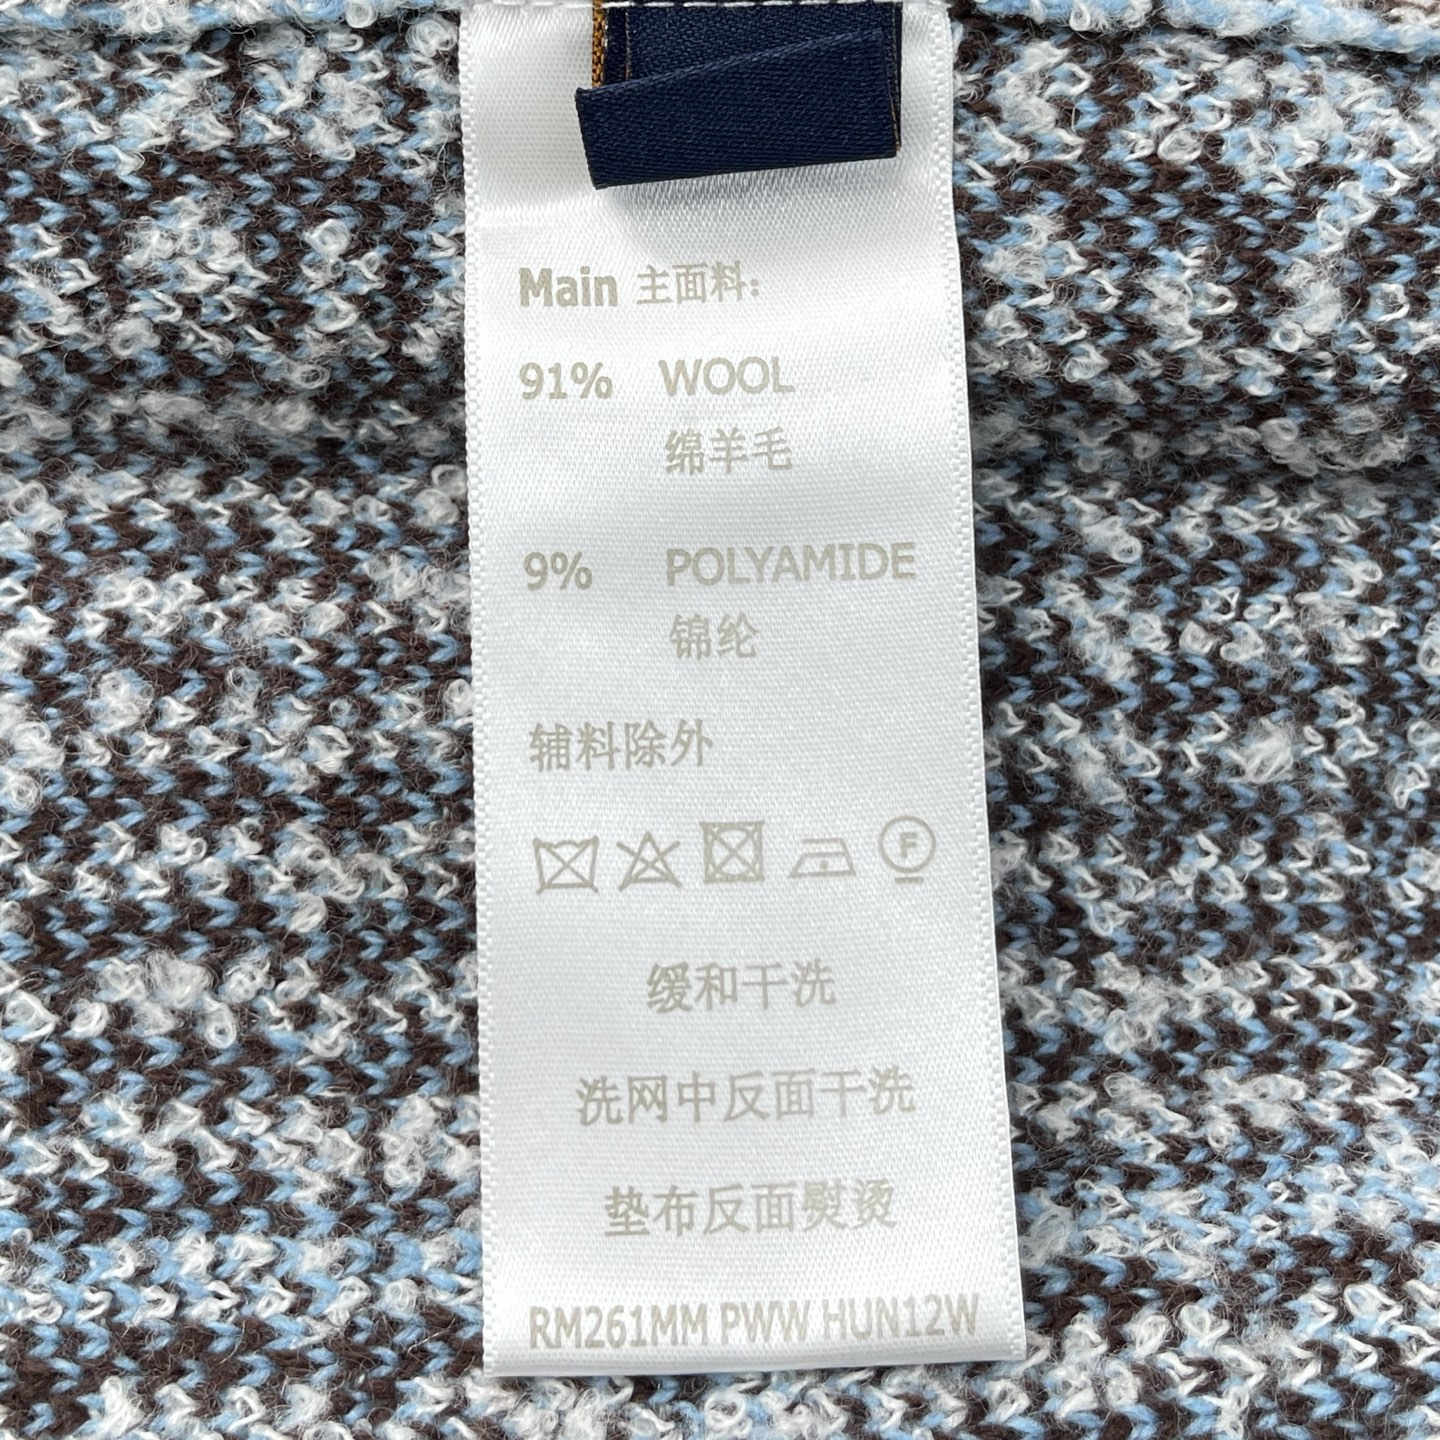 Main 主面料:
91% WOOL
绵羊毛
9% POLYAMIDE
锦纶
辅料除外
F
缓和干洗
洗网中反面干洗
垫布反面熨烫
RM261MM PWW HUN12W